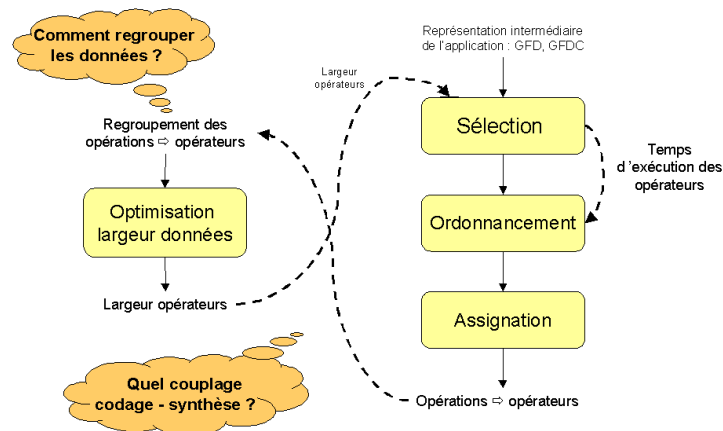 Comment regrouper
les données ?
Regroupement des
opérations ⇨ opérateurs
Optimisation
largeur données
Largeur opérateurs
Quel couplage
codage - synthèse ?
Largeur
opérateurs
Représentation intermédiaire
de l'application : GFD, GFDC
Sélection
Temps
d'exécution des
opérateurs
Ordonnancement
Assignation
Opérations ⇨ opérateurs